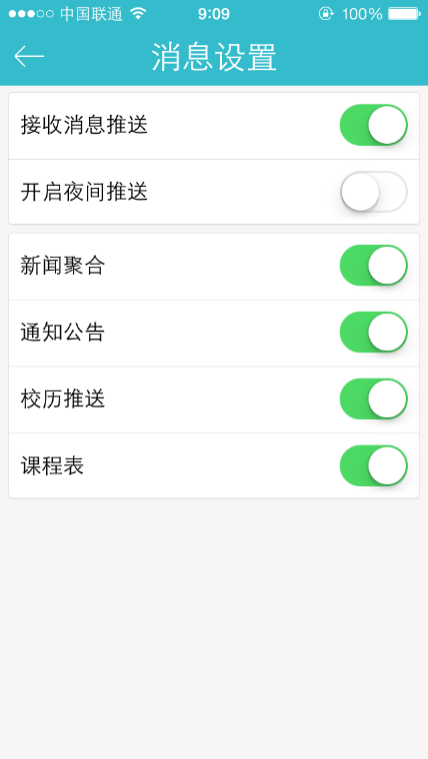 中国联通 9:09 100%
消息设置
接收消息推送
开启夜间推送
新闻聚合
通知公告
校历推送
课程表